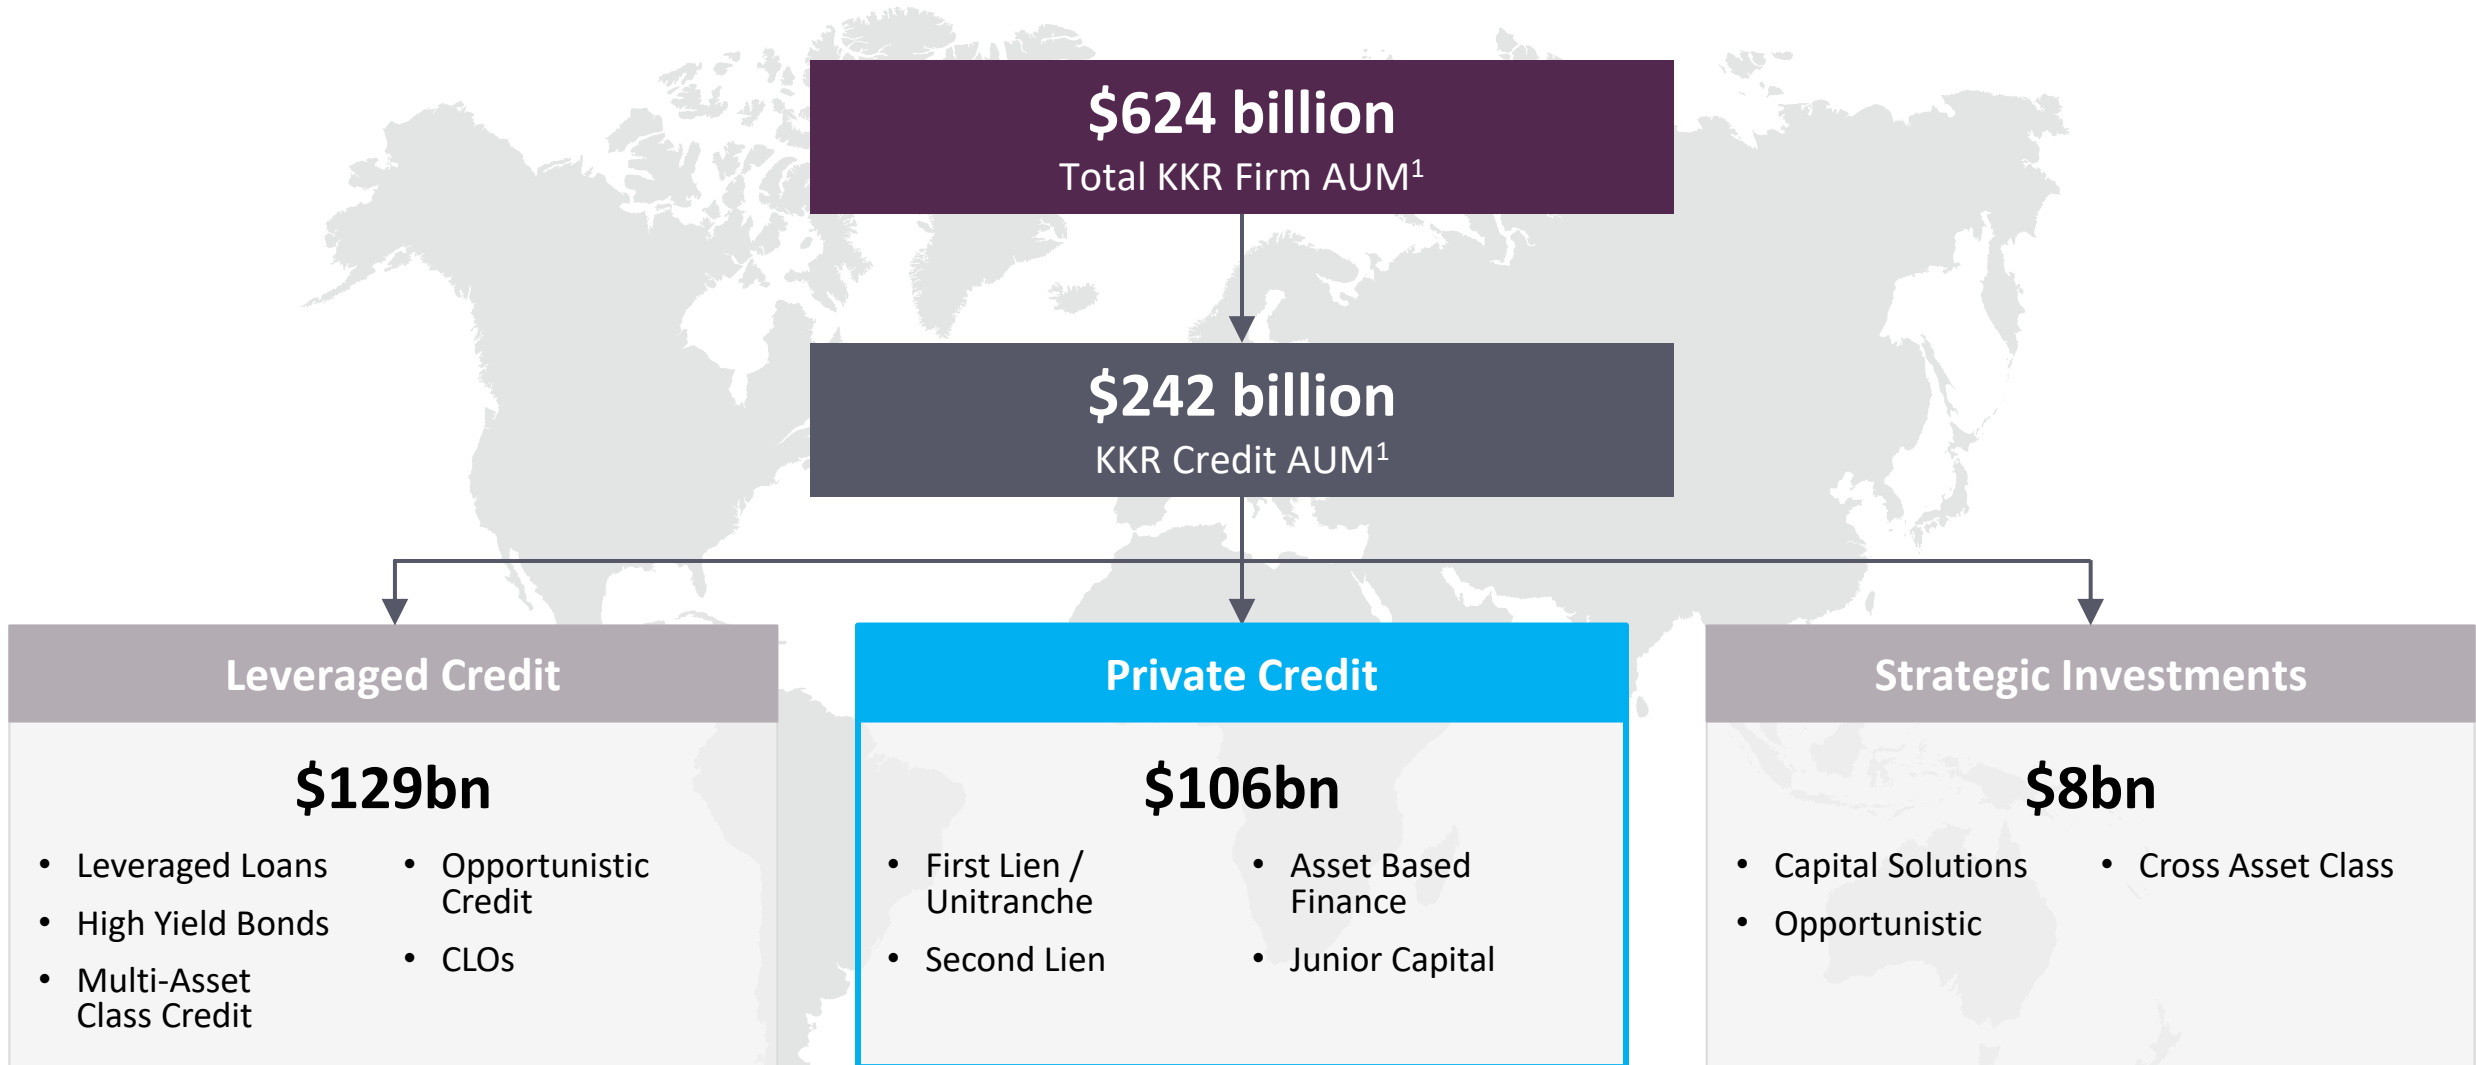 $624 billion
Total KKR Firm AUM¹
$242 billion
KKR Credit AUM¹
Leveraged Credit
$129bn
• Leveraged Loans
• High Yield Bonds
• Multi-Asset
Class Credit
• Opportunistic
Credit
• CLOs
Private Credit
$106bn
• First Lien /
Unitranche
• Second Lien
• Asset Based
Finance
• Junior Capital
Strategic Investments
$8bn
• Capital Solutions
• Opportunistic
• Cross Asset Class